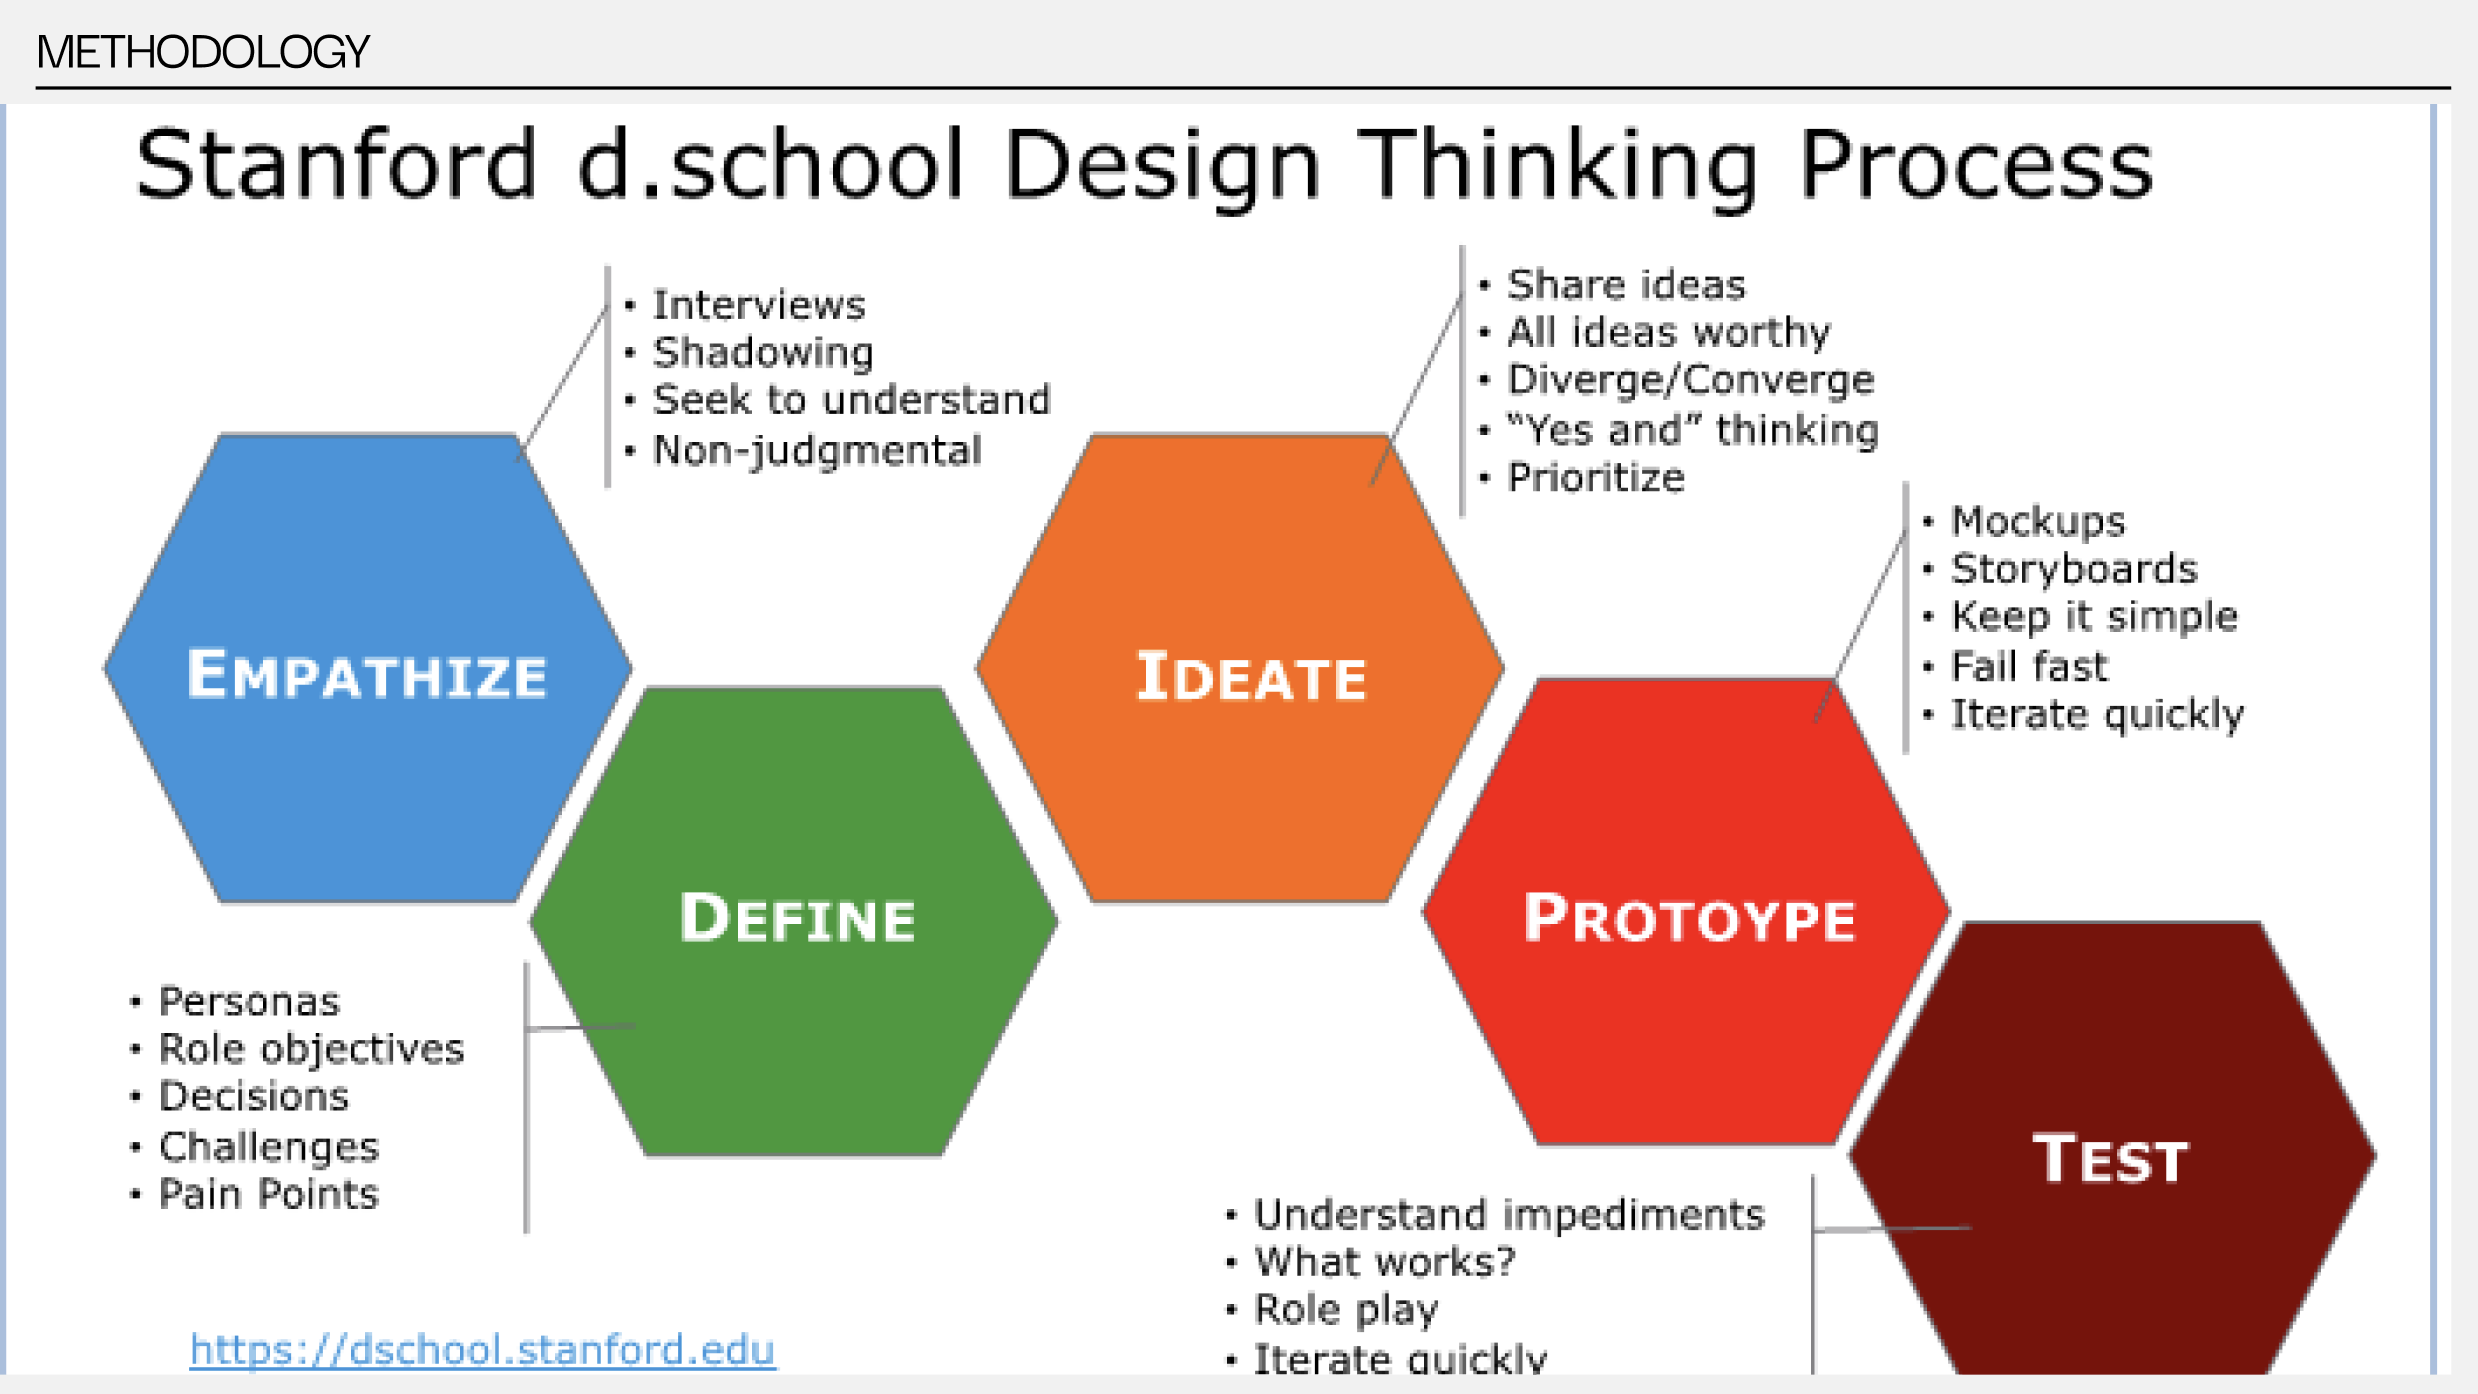 METHODOLOGY
Stanford d.school Design Thinking Process
• Interviews
• Shadowing
• Seek to understand
• Non-judgmental
• Share ideas
• All ideas worthy
• Diverge/Converge
• “Yes and” thinking
• Prioritize
• Mockups
• Storyboards
• Keep it simple
• Fail fast
• Iterate quickly
EMPATHIZE
DEFINE
IDEATE
PROTOYPE
TEST
• Personas
• Role objectives
• Decisions
• Challenges
• Pain Points
• Understand impediments
• What works?
• Role play
• Iterate quickly
https://dschool.stanford.edu